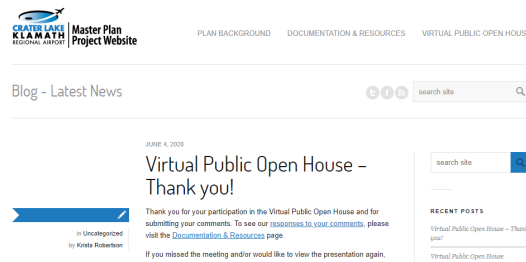 CRATER LAKE
KLAMATH
REGIONAL AIRPORT
Master Plan
Project Website
PLAN BACKGROUND
DOCUMENTATION & RESOURCES
VIRTUAL PUBLIC OPEN HOUS
Blog - Latest News
search site
JUNE 4, 2020
Virtual Public Open House –
Thank you!
Thank you for your participation in the Virtual Public Open House and for
submitting your comments. To see our responses to your comments, please
visit the Documentation & Resources page.
If you missed the meeting and/or would like to view the presentation again,
in Uncategorized
by Krista Robertson
search site
RECENT POSTS
Virtual Public Open House – Thank
you!
Virtual Public Open House